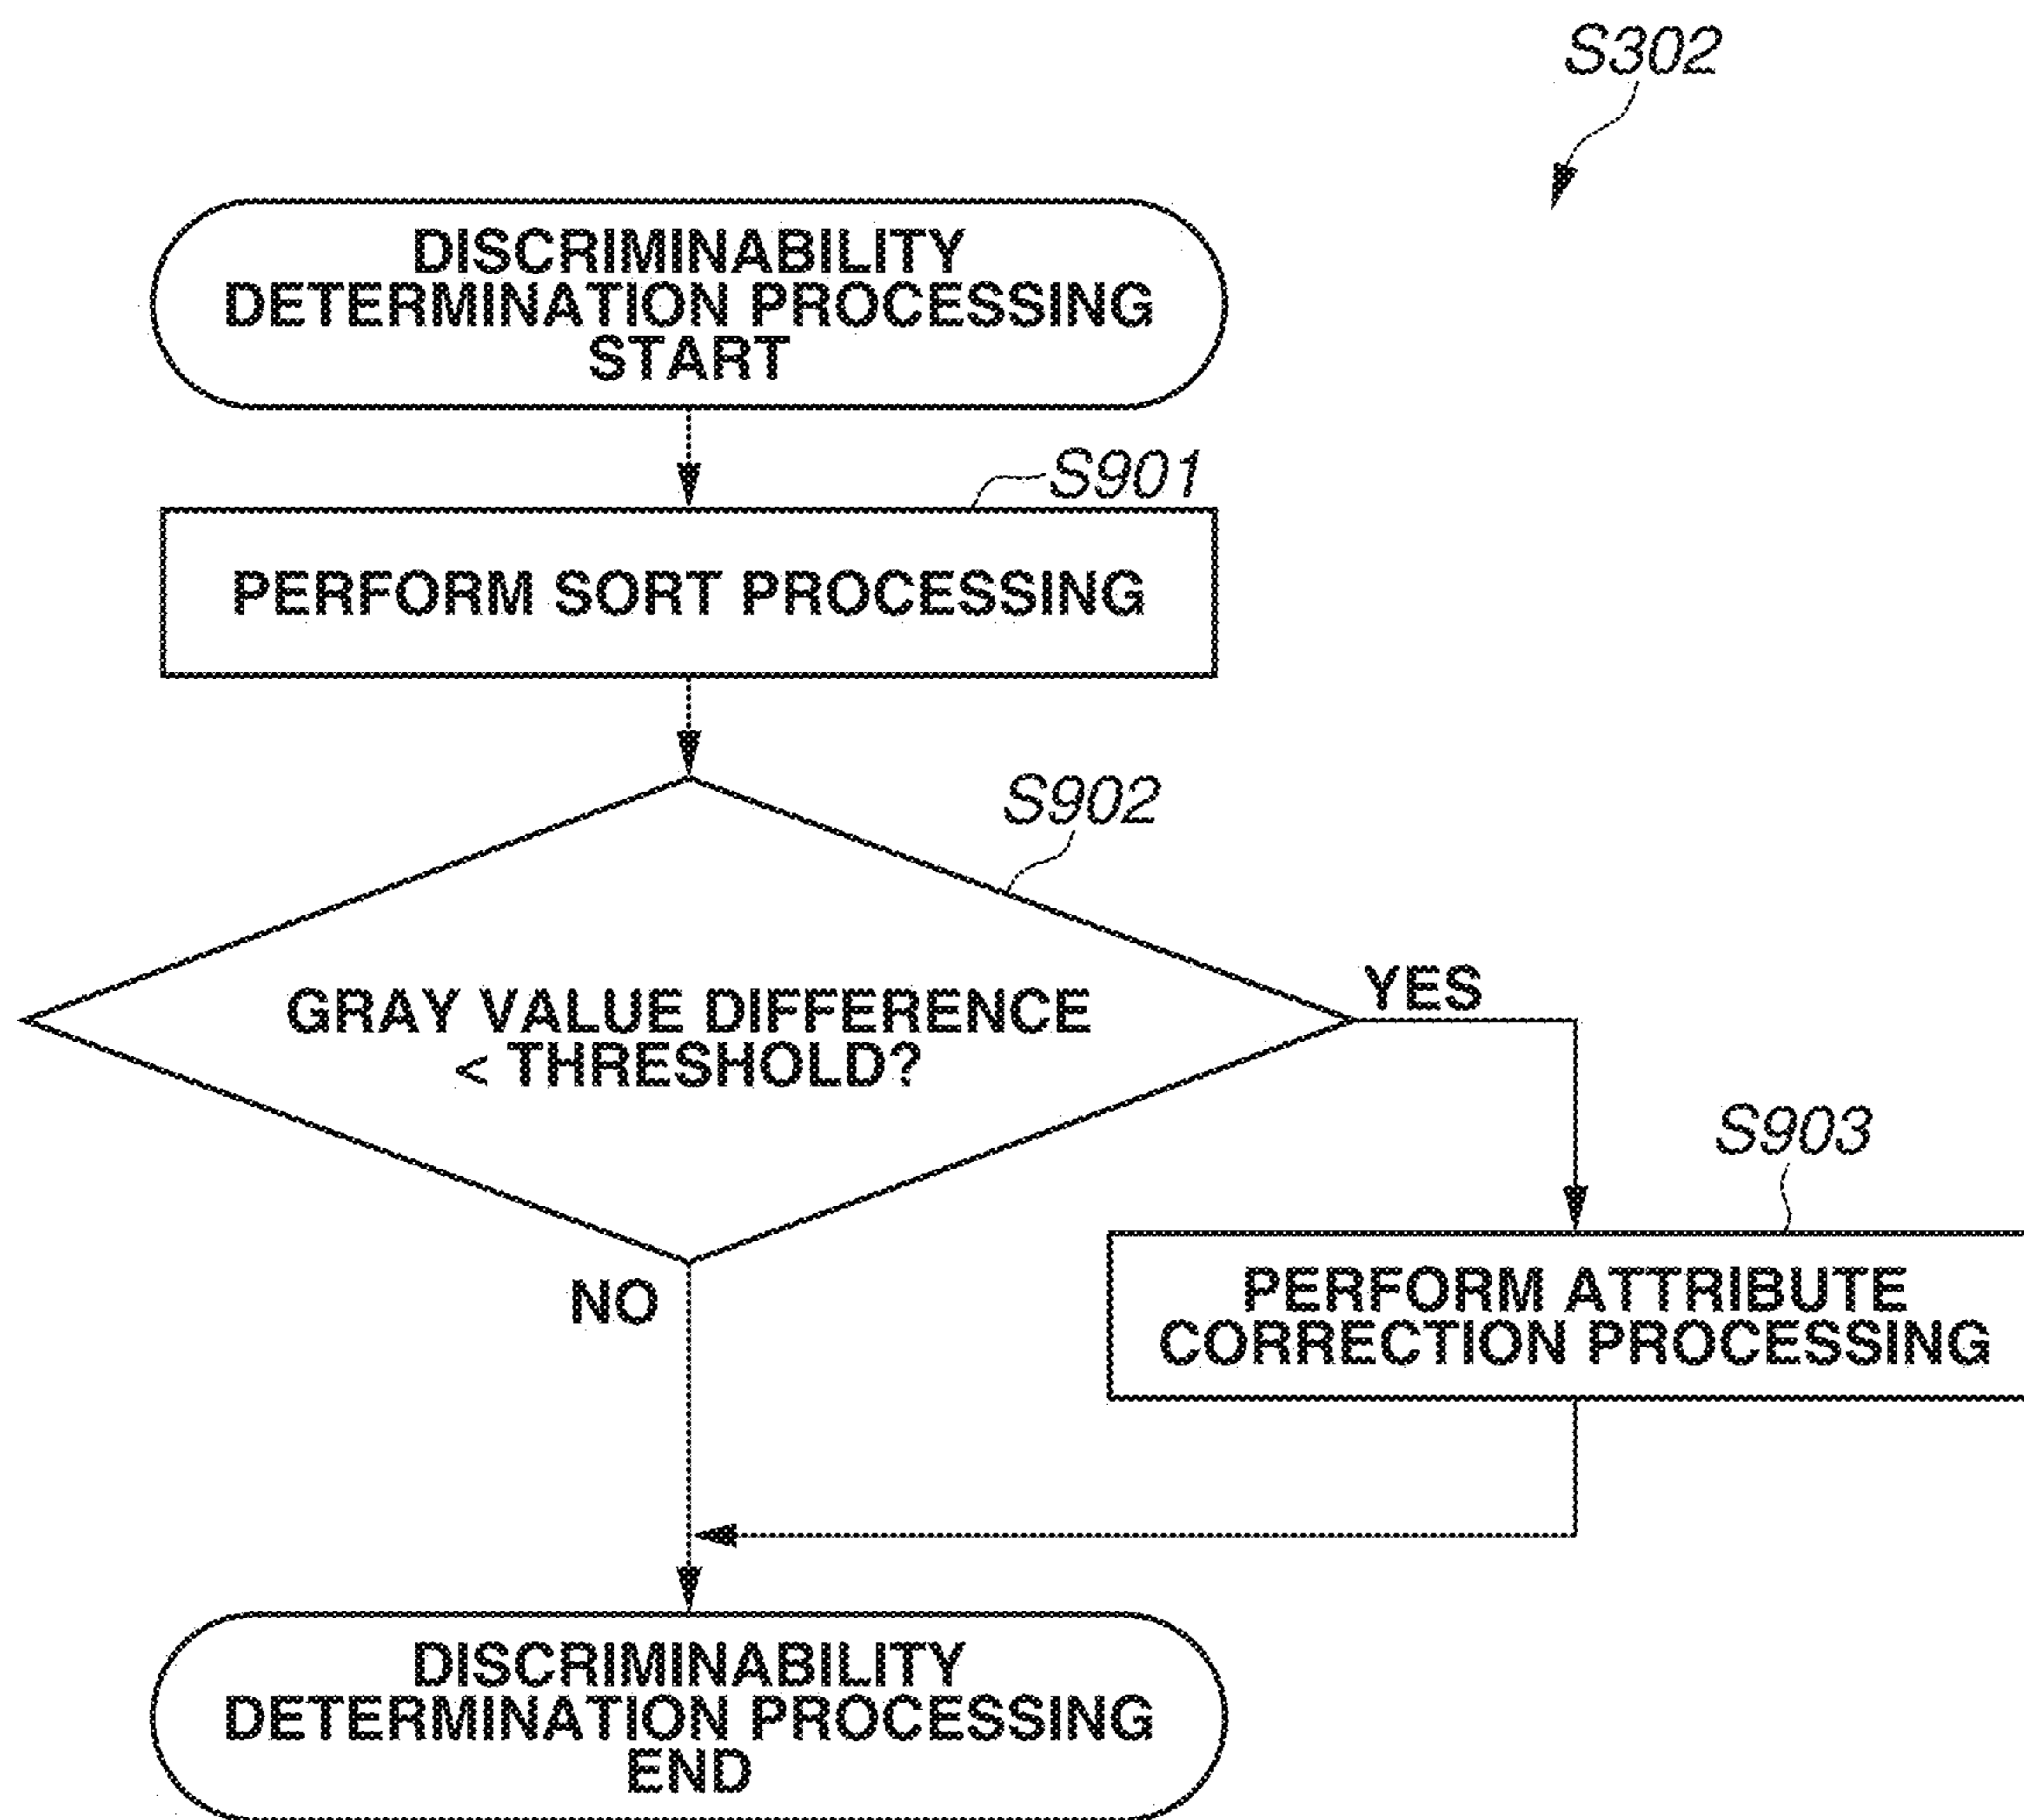 S302
DISCRIMINABILITY
DETERMINATION PROCESSING
START
S901
PERFORM SORT PROCESSING
S902
GRAY VALUE DIFFERENCE
< THRESHOLD?
YES
S903
NO
PERFORM ATTRIBUTE
CORRECTION PROCESSING
DISCRIMINABILITY
DETERMINATION PROCESSING
END